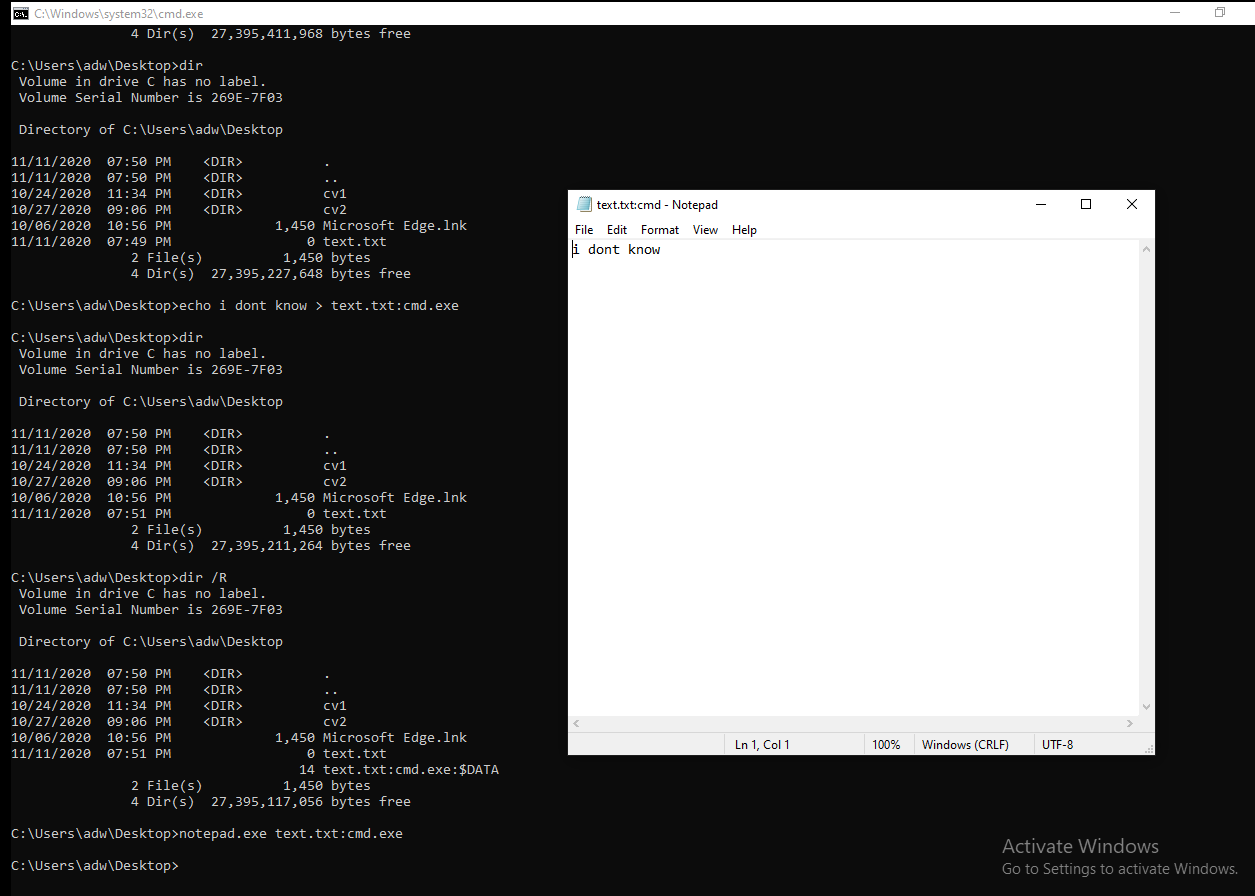 C:\Windows\system32\cmd.exe
4 Dir(s)  27,395,411,968 bytes free
C:\Users\adw\Desktop>dir
Volume in drive C has no label.
Volume Serial Number is 269E-7F03
Directory of C:\Users\adw\Desktop
11/11/2020  07:50 PM    <DIR>          .
11/11/2020  07:50 PM    <DIR>          ..
10/24/2020  11:34 PM    <DIR>          cv1
10/27/2020  09:06 PM    <DIR>          cv2
10/06/2020  10:56 PM             1,450 Microsoft Edge.lnk
11/11/2020  07:49 PM                 0 text.txt
2 File(s)          1,450 bytes
4 Dir(s)  27,395,227,648 bytes free
C:\Users\adw\Desktop>echo i dont know > text.txt:cmd.exe
C:\Users\adw\Desktop>dir
Volume in drive C has no label.
Volume Serial Number is 269E-7F03
Directory of C:\Users\adw\Desktop
11/11/2020  07:50 PM    <DIR>          .
11/11/2020  07:50 PM    <DIR>          ..
10/24/2020  11:34 PM    <DIR>          cv1
10/27/2020  09:06 PM    <DIR>          cv2
10/06/2020  10:56 PM             1,450 Microsoft Edge.lnk
11/11/2020  07:51 PM                 0 text.txt
2 File(s)          1,450 bytes
4 Dir(s)  27,395,211,264 bytes free
C:\Users\adw\Desktop>dir /R
Volume in drive C has no label.
Volume Serial Number is 269E-7F03
Directory of C:\Users\adw\Desktop
11/11/2020  07:50 PM    <DIR>          .
11/11/2020  07:50 PM    <DIR>          ..
10/24/2020  11:34 PM    <DIR>          cv1
10/27/2020  09:06 PM    <DIR>          cv2
10/06/2020  10:56 PM             1,450 Microsoft Edge.lnk
11/11/2020  07:51 PM                 0 text.txt
14 text.txt:cmd.exe:$DATA
2 File(s)          1,450 bytes
4 Dir(s)  27,395,117,056 bytes free
C:\Users\adw\Desktop>notepad.exe text.txt:cmd.exe
C:\Users\adw\Desktop>
text.txt:cmd - Notepad
File Edit Format View Help
i dont know
Ln 1, Col 1 100% Windows (CRLF) UTF-8
Activate Windows
Go to Settings to activate Windows.